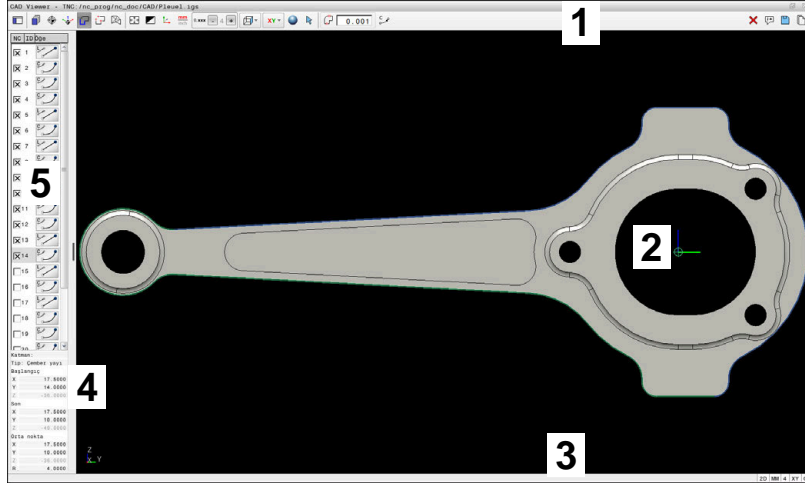 CAD Viewer - TNC:/nc_prog/nc_doc/CAD/Pleuel.igs
1
XY
0.001
NC ID Öge
1
2
3
4
5
6
7
5
11
12
13
14
15
16
17
18
19
2
Katman:
Tip: Çember yayı
Başlangıç
X 17.5000
Y 14.0000
4
Son
X 17.5000
Y 18.0000
Orta nokta
X 17.5000
Y 10.0000
R 4.0000
Z
X Y
3
2D MM 4 XY